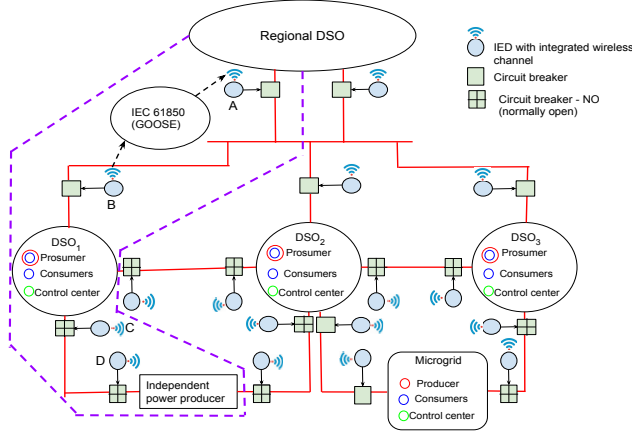 Regional DSO
IED with integrated wireless
channel
Circuit breaker
Circuit breaker - NO
(normally open)
A
IEC 61850
(GOOSE)
B
DSO1
Prosumer
Consumers
Control center
DSO2
Prosumer
Consumers
Control center
DSO3
Prosumer
Consumers
Control center
C
D
Independent
power producer
Microgrid
Producer
Consumers
Control center